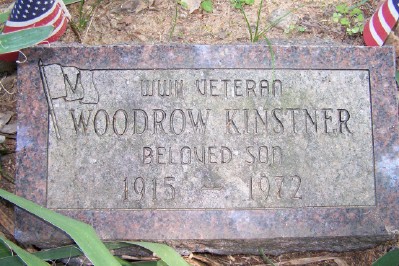 WWII VETERAN
WOODROW KINSTNER
BELOVED SON
1915 – 1972